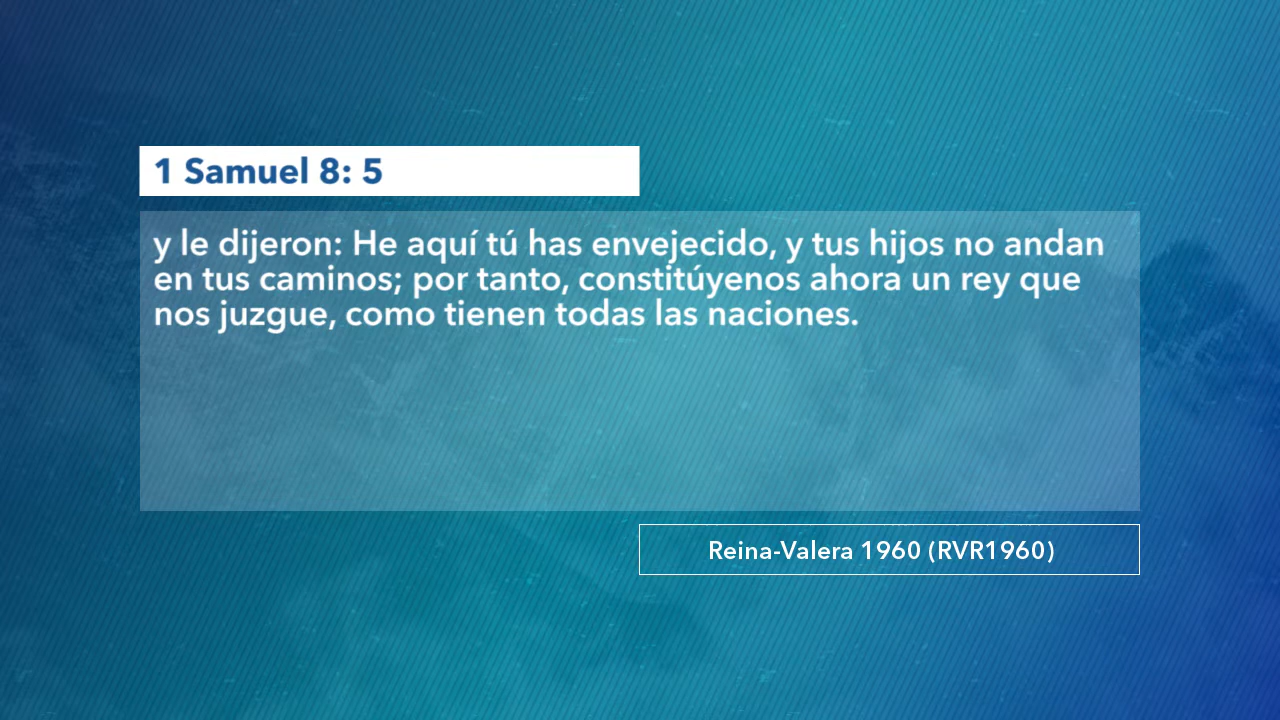 1 Samuel 8: 5
y le dijeron: He aquí tú has envejecido, y tus hijos no andan
en tus caminos; por tanto, constitúyenos ahora un rey que
nos juzgue, como tienen todas las naciones.
Reina-Valera 1960 (RVR1960)